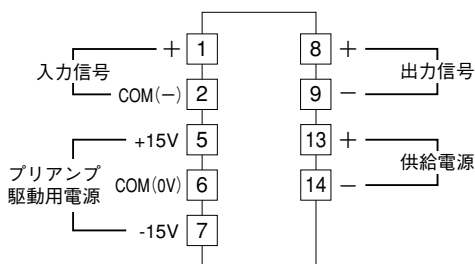 入力信号
+ 1
COM(−) 2
プリアンプ
駆動用電源
+15V 5
COM(0V) 6
-15V 7
8 +
9 −
出力信号
13 +
14 −
供給電源